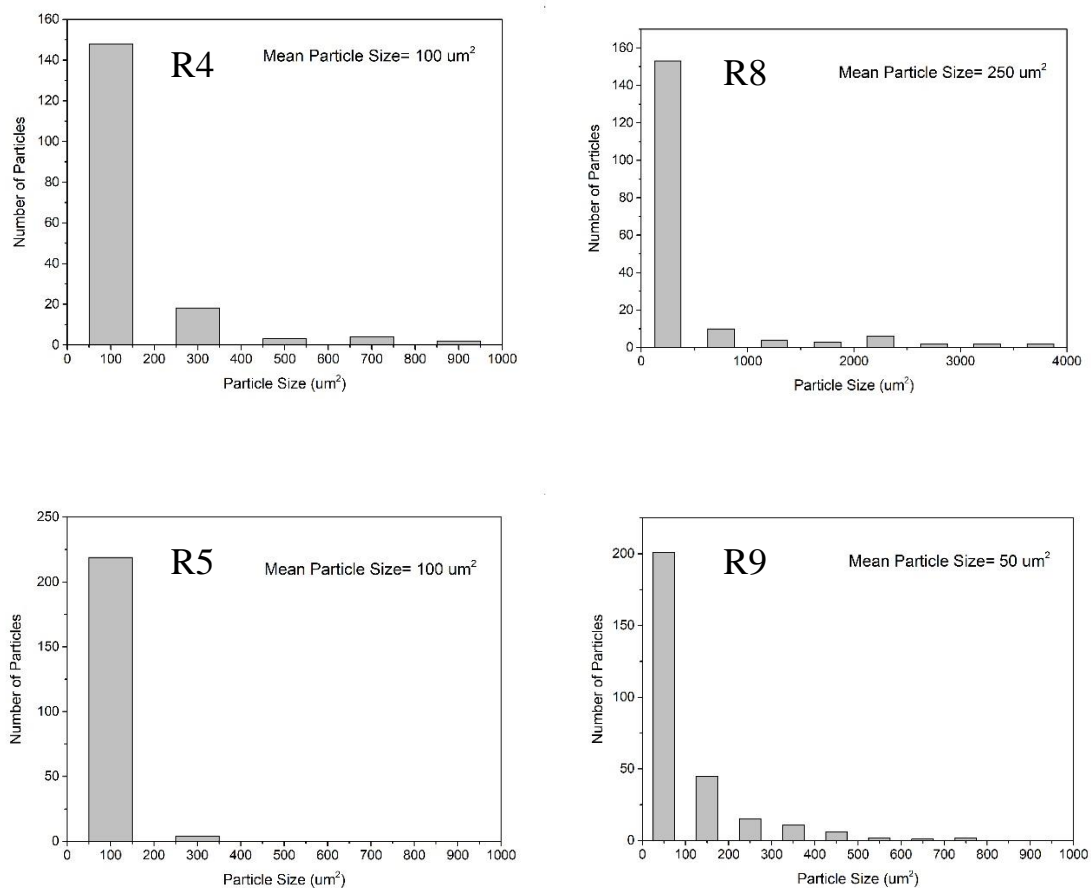 R4
Mean Particle Size= 100 um²
Number of Particles
160
140
120
100
80
60
40
20
0
0 100 200 300 400 500 600 700 800 900 1000
Particle Size (um²)
R8
Mean Particle Size= 250 um²
Number of Particles
160
140
120
100
80
60
40
20
0
0 1000 2000 3000 4000
Particle Size (um²)
R5
Mean Particle Size= 100 um²
Number of Particles
250
200
150
100
50
0
0 100 200 300 400 500 600 700 800 900 1000
Particle Size (um²)
R9
Mean Particle Size= 50 um²
Number of Particles
200
150
100
50
0
0 100 200 300 400 500 600 700 800 900 1000
Particle Size (um²)